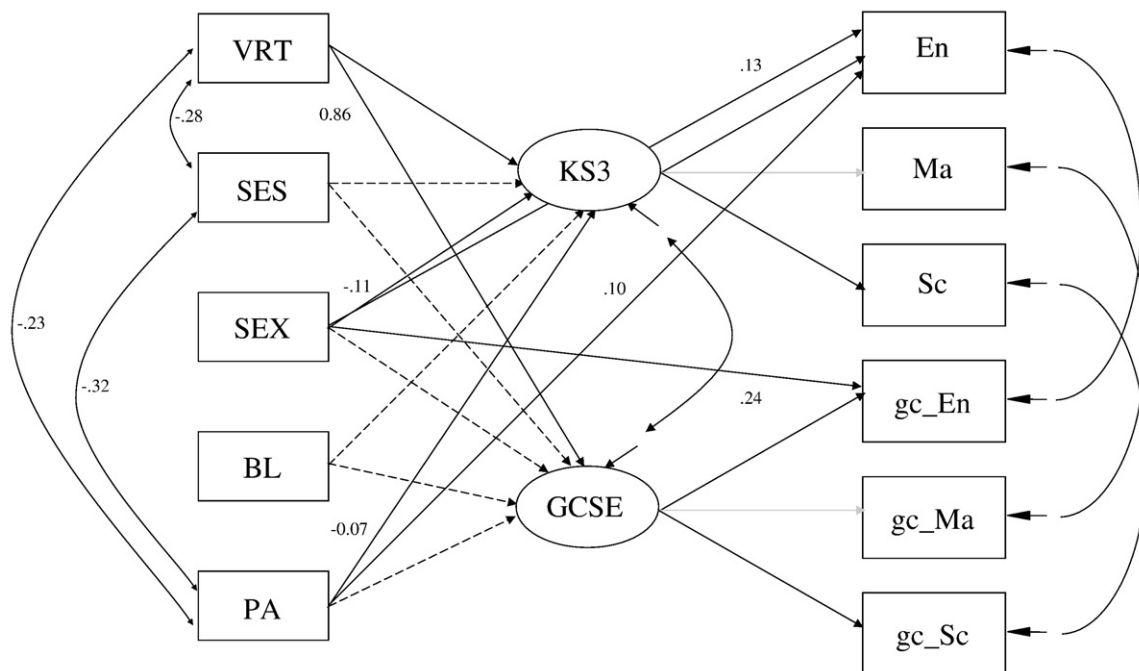 VRT
En
.13
-.28
0.86
KS3
Ma
SES
Sc
-.11
.10
SEX
-.23
-.32
gc_En
.24
BL
GCSE
gc_Ma
-0.07
PA
gc_Sc